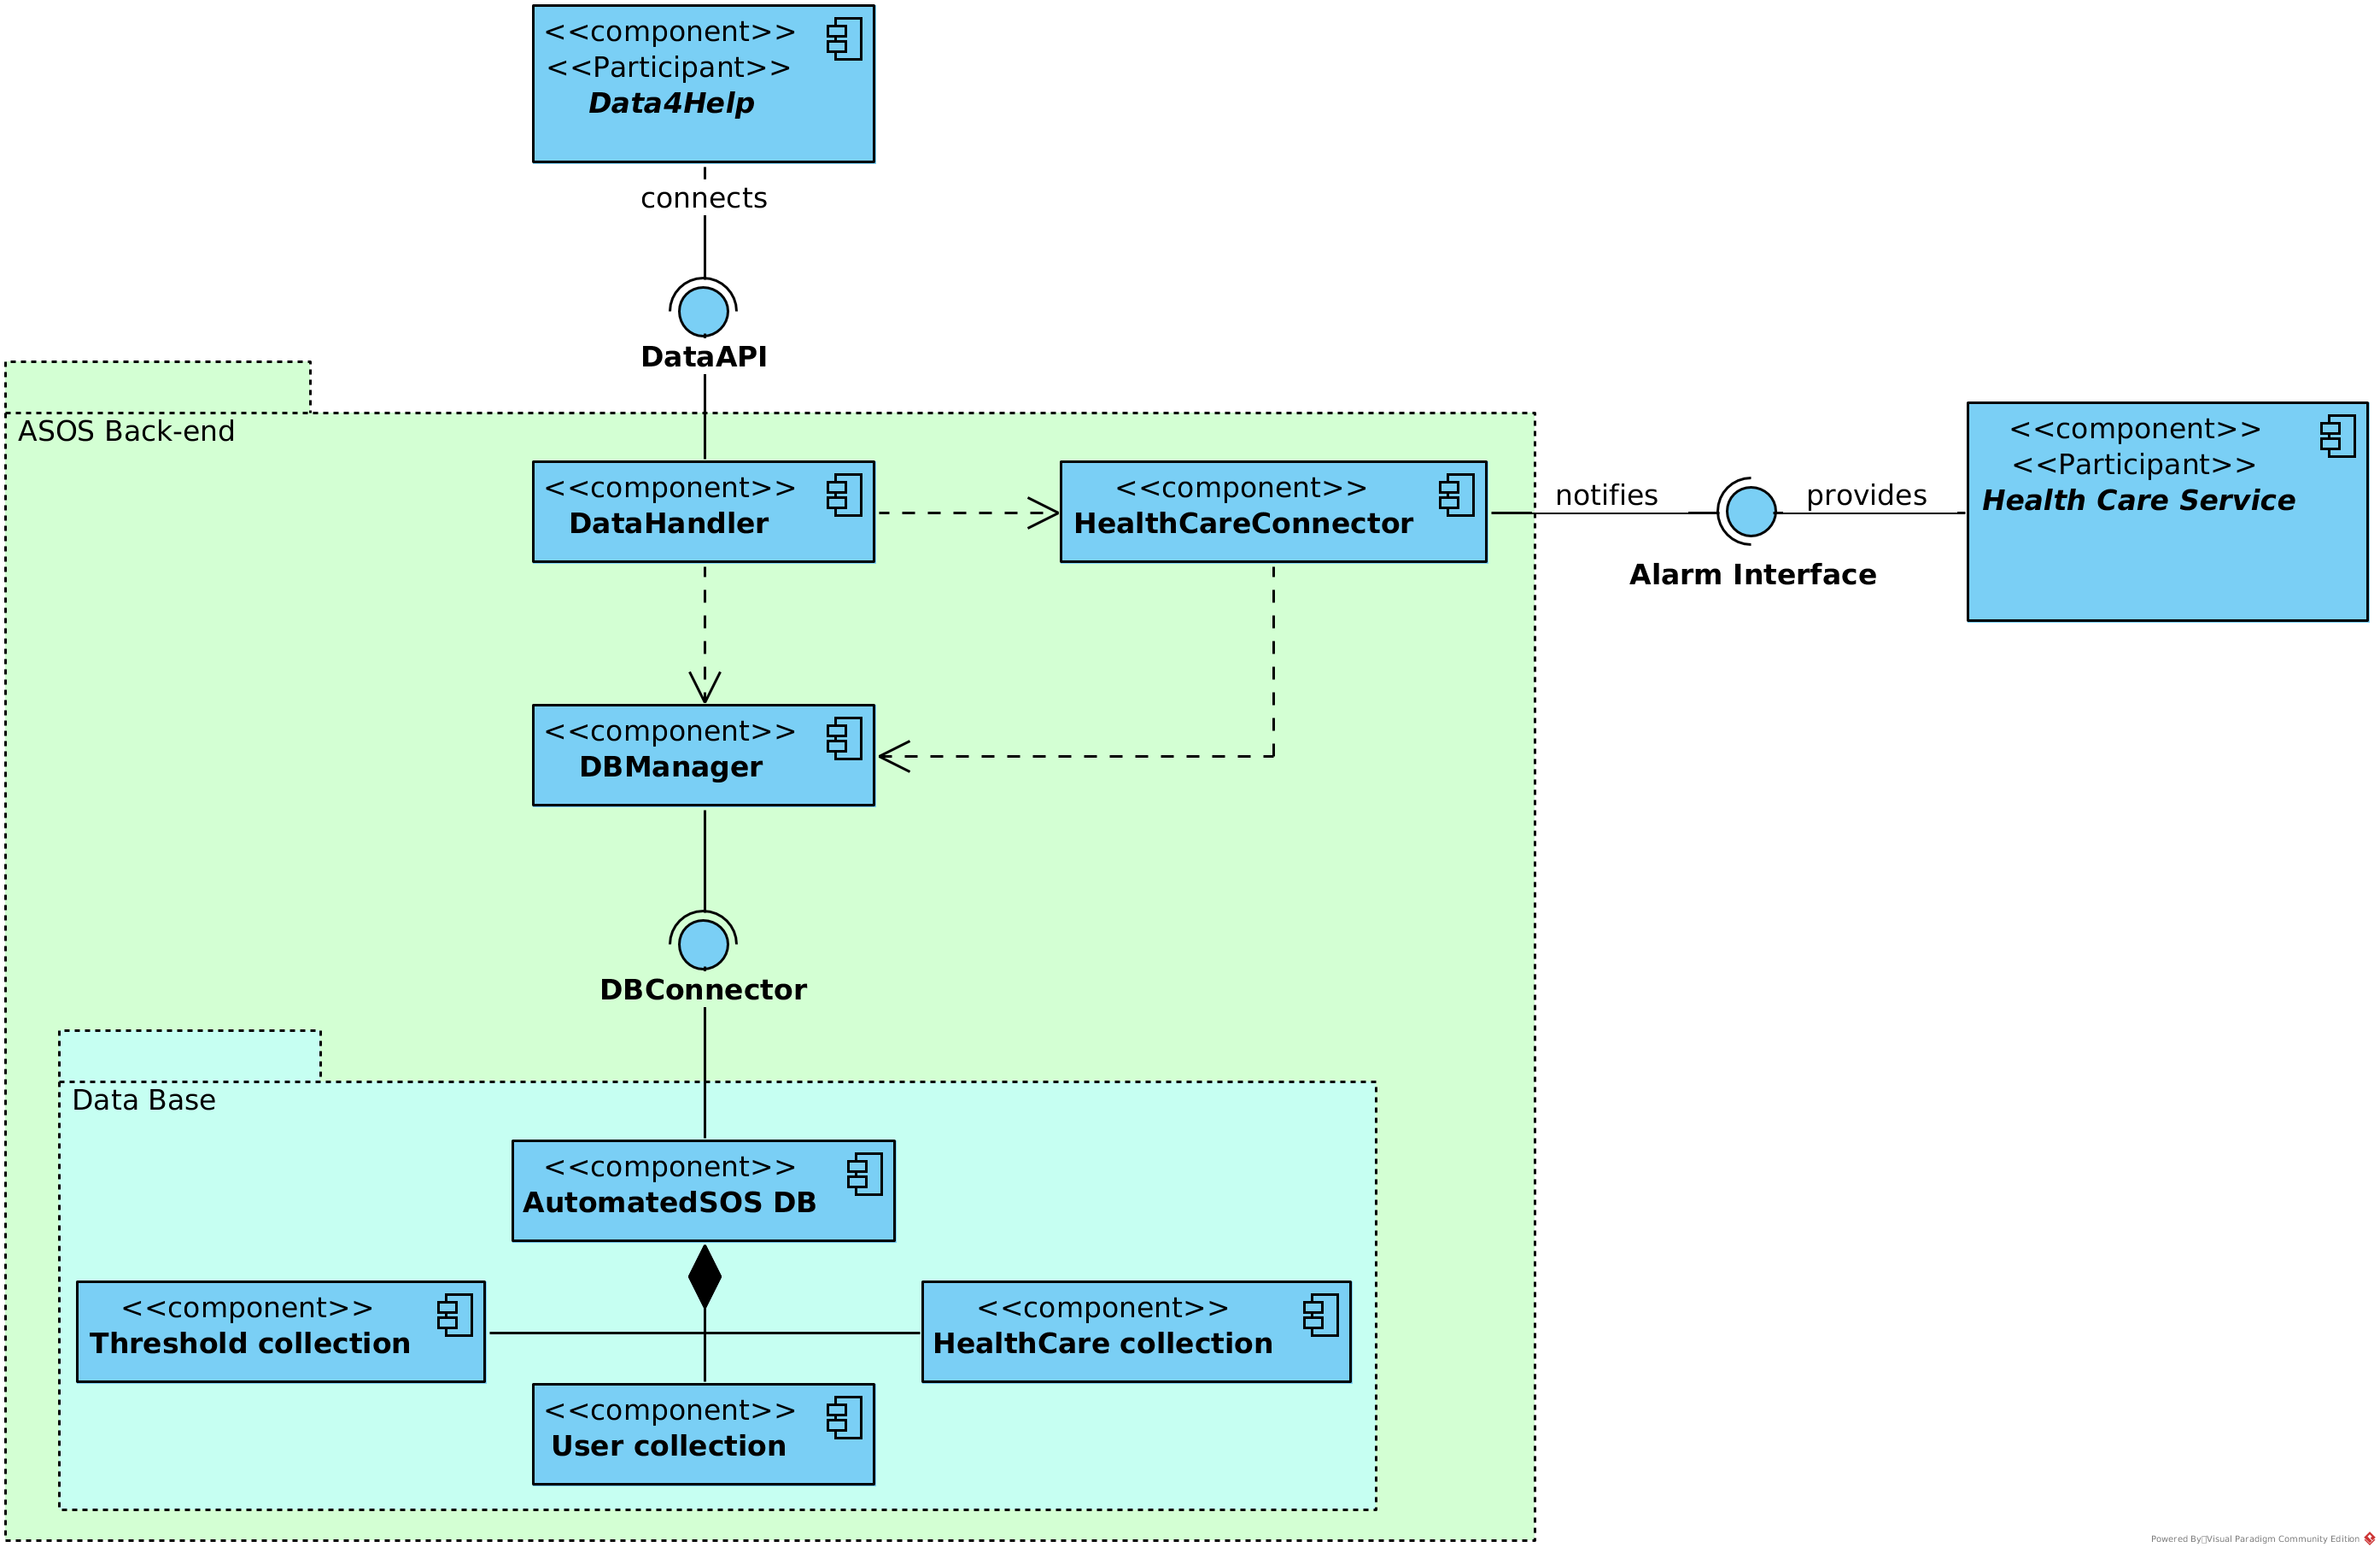 <<component>>
<<Participant>>
Data4Help
connects
DataAPI
ASOS Back-end
<<component>>
DataHandler
<<component>>
HealthCareConnector
notifies
provides
Alarm Interface
<<component>>
<<Participant>>
Health Care Service
<<component>>
DBManager
DBConnector
Data Base
<<component>>
AutomatedSOS DB
<<component>>
Threshold collection
<<component>>
HealthCare collection
<<component>>
User collection
Powered By Visual Paradigm Community Edition